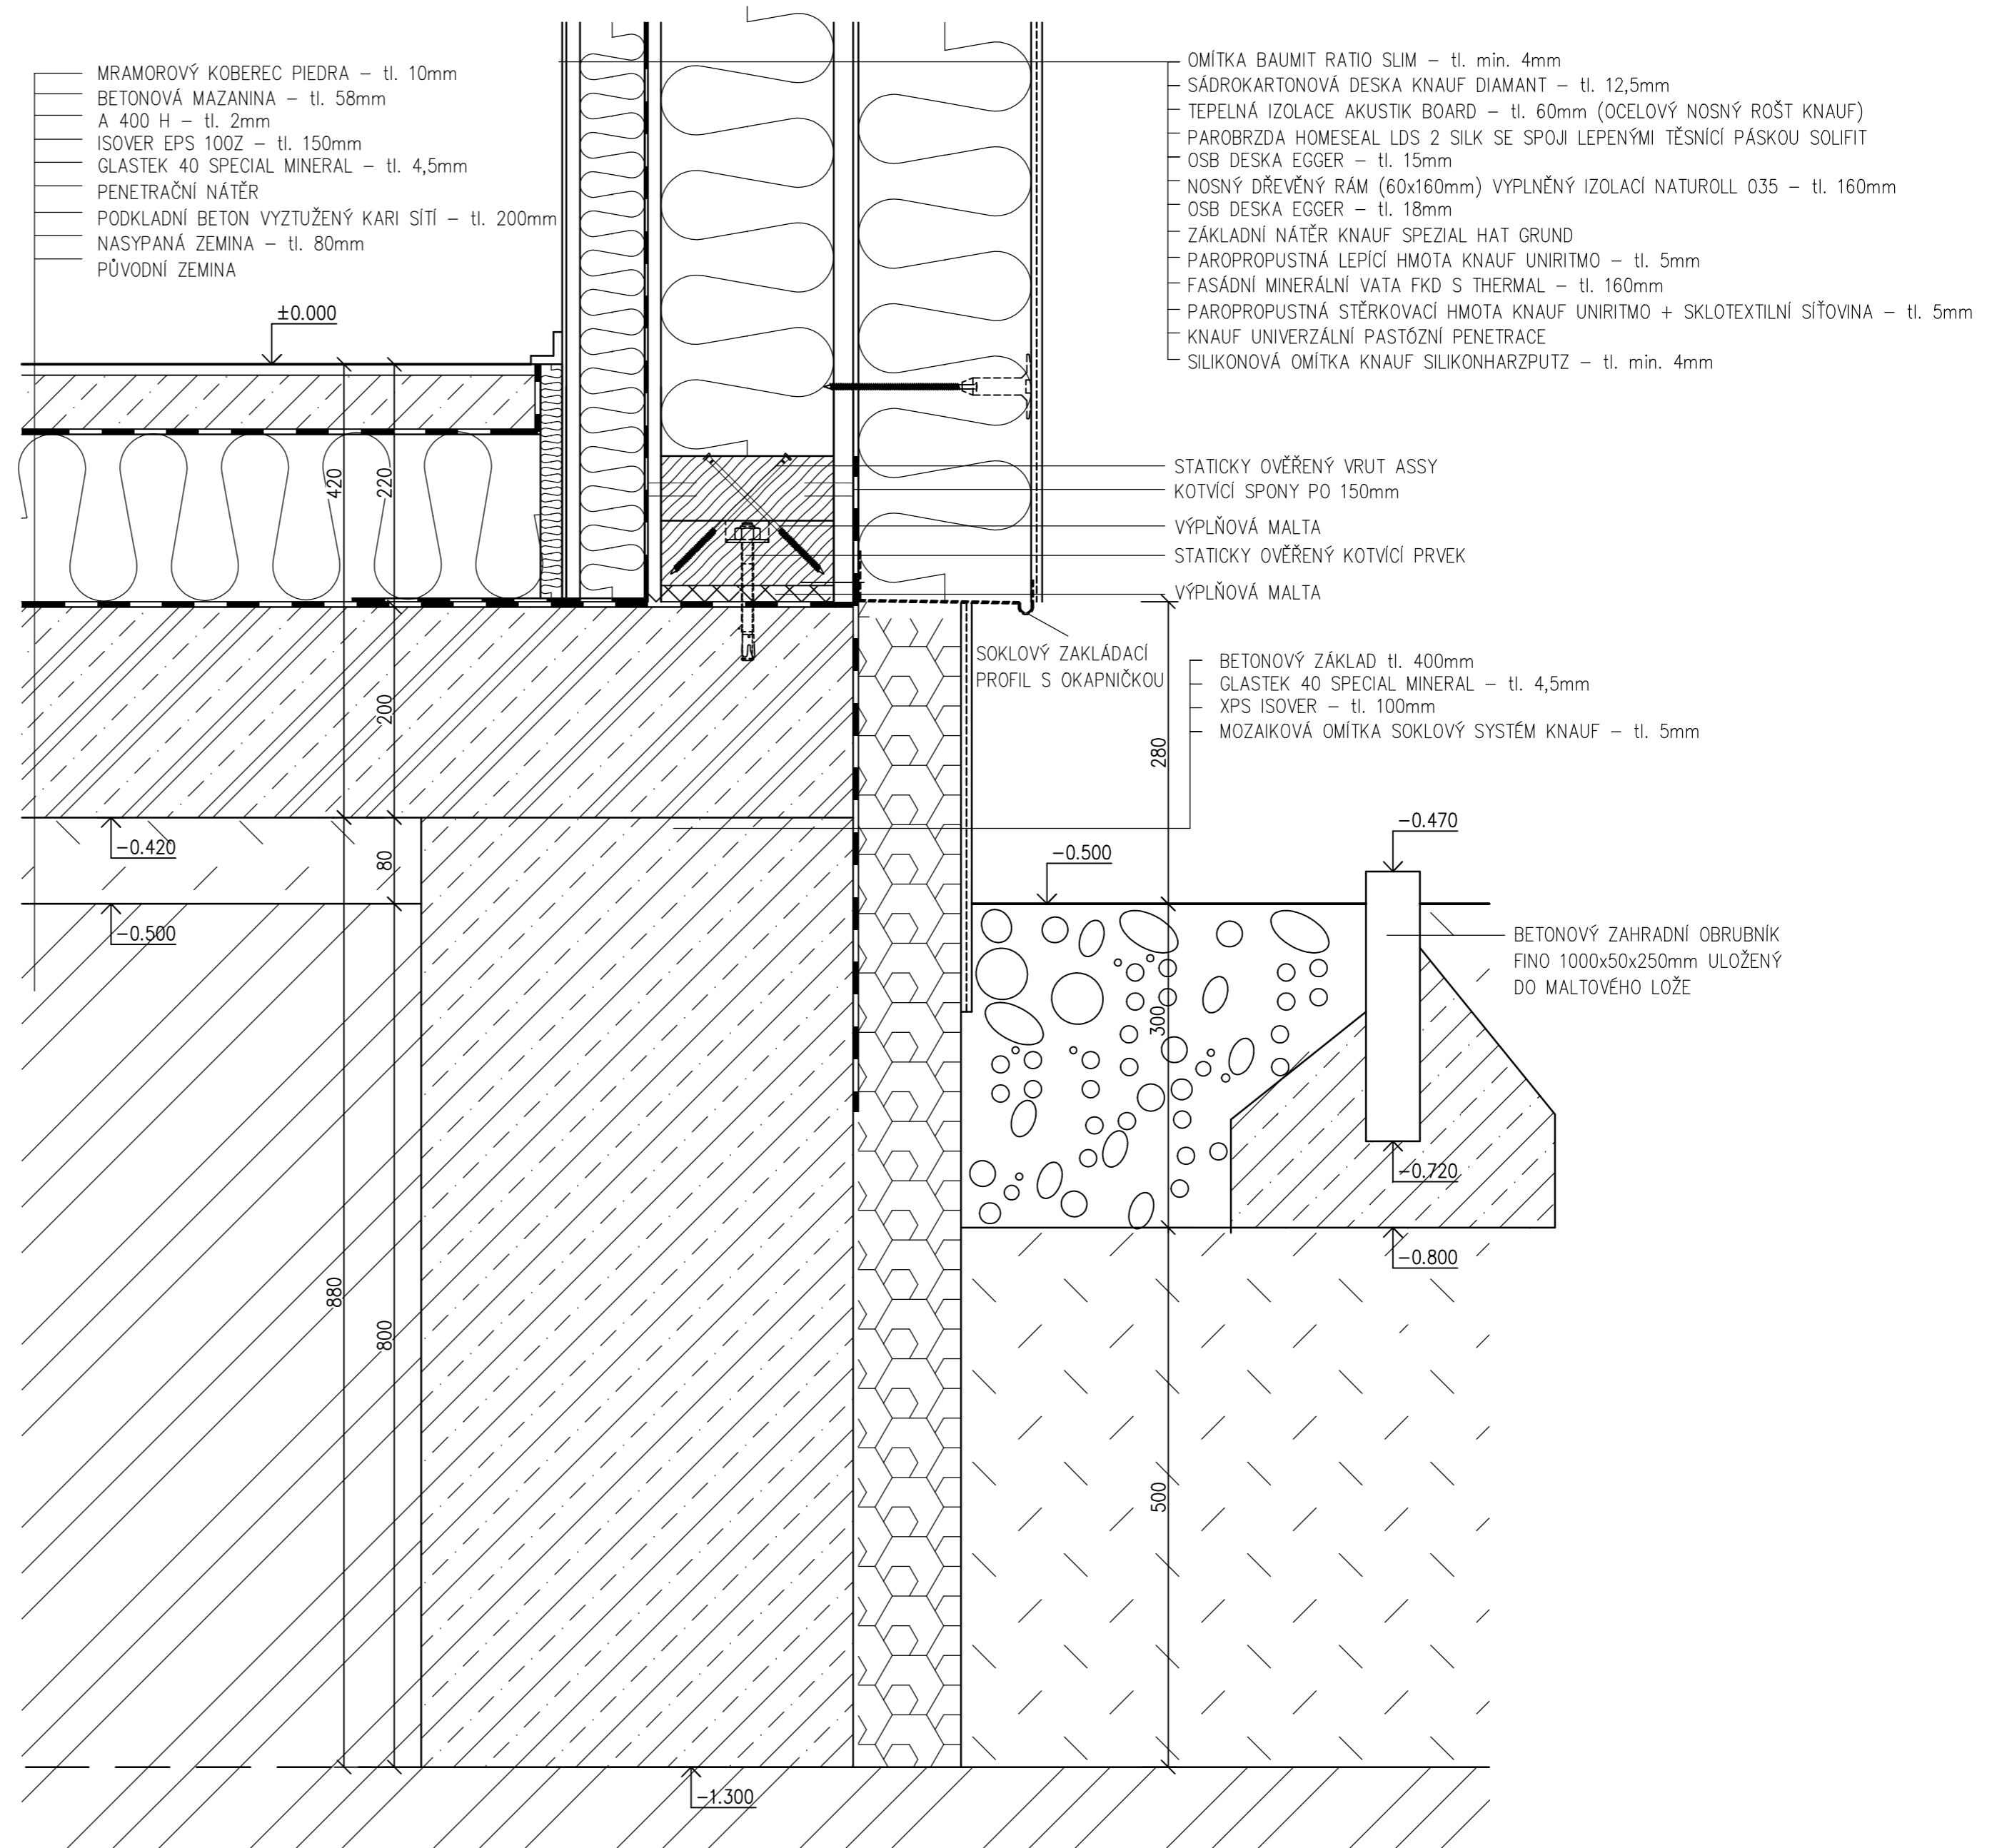 MRAMOROVÝ KOBEREC PIEDRA – tl. 10mm
BETONOVÁ MAZANINA – tl. 58mm
A 400 H – tl. 2mm
ISOVER EPS 100Z – tl. 150mm
GLASTEK 40 SPECIAL MINERAL – tl. 4,5mm
PENETRAČNÍ NÁTĚR
PODKLADNÍ BETON VYZTUŽENÝ KARI SÍTÍ – tl. 200mm
NASYPANÁ ZEMINA – tl. 80mm
PŮVODNÍ ZEMINA
OMÍTKA BAUMIT RATIO SLIM – tl. min. 4mm
SÁDROKARTONOVÁ DESKA KNAUF DIAMANT – tl. 12,5mm
TEPELNÁ IZOLACE AKUSTIK BOARD – tl. 60mm (OCELOVÝ NOSNÝ ROŠT KNAUF)
PAROBRZDA HOMESEAL LDS 2 SILK SE SPOJI LEPENÝMI TĚSNÍCÍ PÁSKOU SOLIFIT
OSB DESKA EGGER – tl. 15mm
NOSNÝ DŘEVĚNÝ RÁM (60x160mm) VYPLNĚNÝ IZOLACÍ NATUROLL 035 – tl. 160mm
OSB DESKA EGGER – tl. 18mm
ZÁKLADNÍ NÁTĚR KNAUF SPEZIAL HAT GRUND
PAROPROPUSTNÁ LEPÍCÍ HMOTA KNAUF UNIRITMO – tl. 5mm
FASÁDNÍ MINERÁLNÍ VATA FKD S THERMAL – tl. 160mm
PAROPROPUSTNÁ STĚRKOVACÍ HMOTA KNAUF UNIRITMO + SKLOTEXTILNÍ SÍŤOVINA – tl. 5mm
KNAUF UNIVERZÁLNÍ PASTÓZNÍ PENETRACE
SILIKONOVÁ OMÍTKA KNAUF SILIKONHARZPUTZ – tl. min. 4mm
±0.000
420
220
STATICKY OVĚŘENÝ VRUT ASSY
KOTVÍCÍ SPONY PO 150mm
VÝPLŇOVÁ MALTA
STATICKY OVĚŘENÝ KOTVÍCÍ PRVEK
VÝPLŇOVÁ MALTA
SOKLOVÝ ZAKLÁDACÍ
PROFIL S OKAPNIČKOU
BETONOVÝ ZÁKLAD tl. 400mm
GLASTEK 40 SPECIAL MINERAL – tl. 4,5mm
XPS ISOVER – tl. 100mm
MOZAIKOVÁ OMÍTKA SOKLOVÝ SYSTÉM KNAUF – tl. 5mm
200
280
-0.420
80
-0.500
-0.470
-0.500
BETONOVÝ ZAHRADNÍ OBRUBNÍK
FINO 1000x50x250mm ULOŽENÝ
DO MALTOVÉHO LOŽE
300
-0.720
-0.800
880
800
500
-1.300